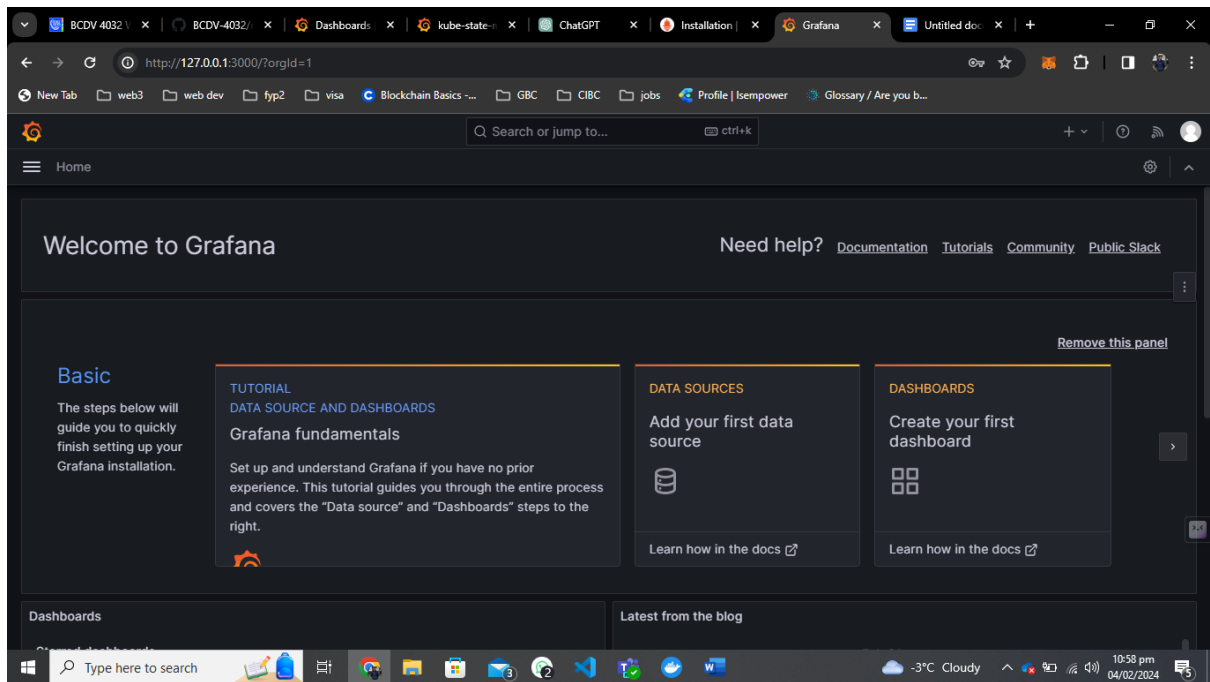 BCDV 4032 V
BCDV-4032/
Dashboards
kube-state-
ChatGPT
Installation |
Grafana
Untitled doc
http://127.0.0.1:3000/?orgId=1
New Tab
web3
web dev
fyp2
visa
Blockchain Basics -...
GBC
CIBC
jobs
Profile | Isempower
Glossary / Are you b...
Search or jump to...
ctrl+k
Home
Welcome to Grafana
Need help?
Documentation
Tutorials
Community
Public Slack
Remove this panel
Basic
The steps below will
guide you to quickly
finish setting up your
Grafana installation.
TUTORIAL
DATA SOURCE AND DASHBOARDS
Grafana fundamentals
Set up and understand Grafana if you have no prior
experience. This tutorial guides you through the entire process
and covers the “Data source” and “Dashboards” steps to the
right.
DATA SOURCES
Add your first data
source
Learn how in the docs
DASHBOARDS
Create your first
dashboard
Learn how in the docs
Dashboards
Latest from the blog
Starred dashboards
Type here to search
3
2
W
-3°C Cloudy
10:58 pm
04/02/2024
5